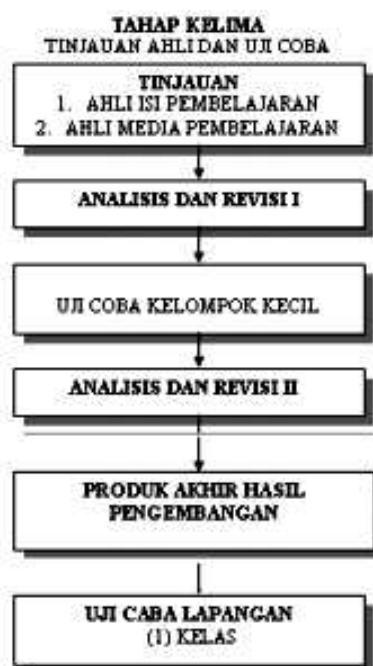 TAHAP KELIMA
TINJAUAN AHLI DAN UJI COBA
TINJAUAN
1. AHLI ISI PEMBELAJARAN
2. AHLI MEDIA PEMBELAJARAN
ANALISIS DAN REVISI I
UJI COBA KELOMPOK KECIL
ANALISIS DAN REVISI II
PRODUK AKHIR HASIL
PENGEMBANGAN
UJI CABA LAPANGAN
(1) KELAS